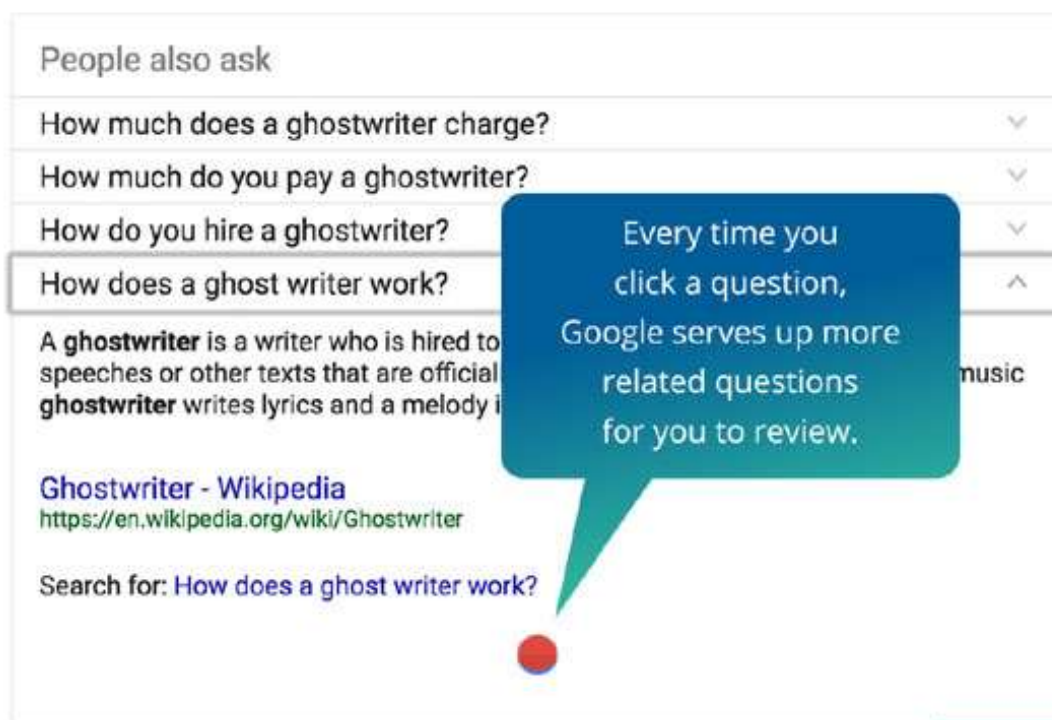 People also ask
How much does a ghostwriter charge?
How much do you pay a ghostwriter?
How do you hire a ghostwriter?
How does a ghost writer work?
A ghostwriter is a writer who is hired to
speeches or other texts that are official music
ghostwriter writes lyrics and a melody i
Every time you
click a question,
Google serves up more
related questions
for you to review.
Ghostwriter - Wikipedia
https://en.wikipedia.org/wiki/Ghostwriter
Search for: How does a ghost writer work?